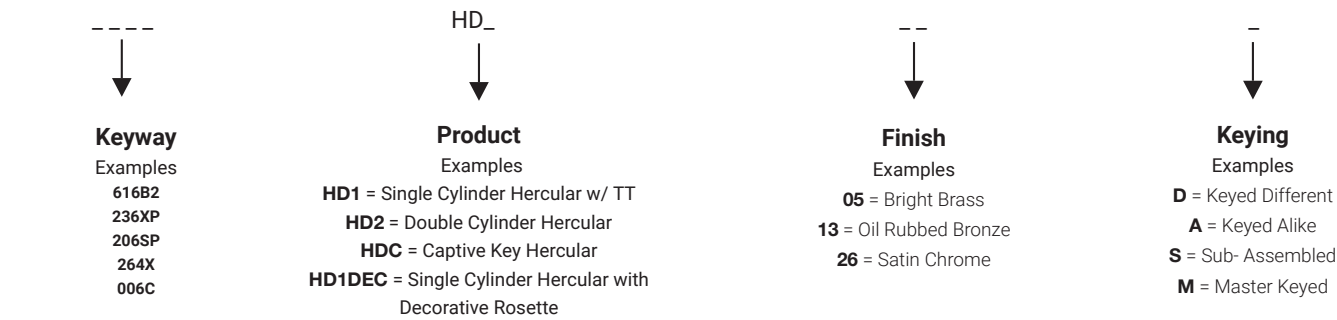 _ _ _ _
HD_
_ _
_
Keyway
Examples
616B2
236XP
206SP
264X
006C
Product
Examples
HD1 = Single Cylinder Hercular w/ TT
HD2 = Double Cylinder Hercular
HDC = Captive Key Hercular
HD1DEC = Single Cylinder Hercular with
Decorative Rosette
Finish
Examples
05 = Bright Brass
13 = Oil Rubbed Bronze
26 = Satin Chrome
Keying
Examples
D = Keyed Different
A = Keyed Alike
S = Sub- Assembled
M = Master Keyed